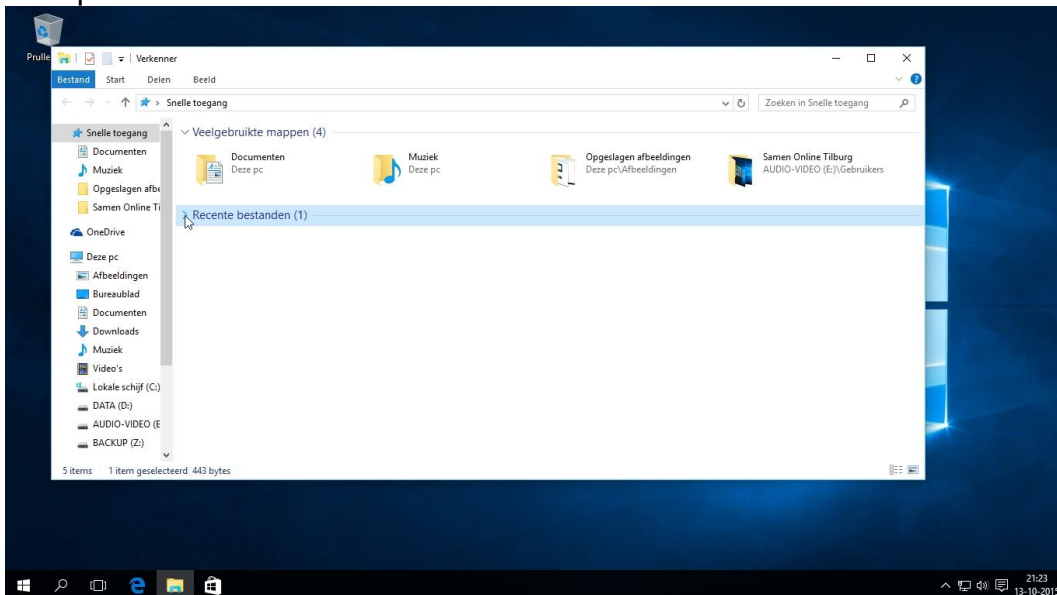 Prulle
Verkenner
Bestand Start Delen Beeld
Snelle toegang
Zoeken in Snelle toegang
Snelle toegang
Documenten
Muziek
Opgeslagen afbe
Samen Online Ti
OneDrive
Deze pc
Afbeeldingen
Bureaublad
Documenten
Downloads
Muziek
Video's
Lokale schijf (C:)
DATA (D:)
AUDIO-VIDEO (E
BACKUP (Z:)
Veelgebruikte mappen (4)
Documenten
Deze pc
Muziek
Deze pc
Opgeslagen afbeeldingen
Deze pc\Afbeeldingen
Samen Online Tilburg
AUDIO-VIDEO (E:)\Gebruikers
Recente bestanden (1)
5 items 1 item geselecteerd 443 bytes
21:23
13-10-201